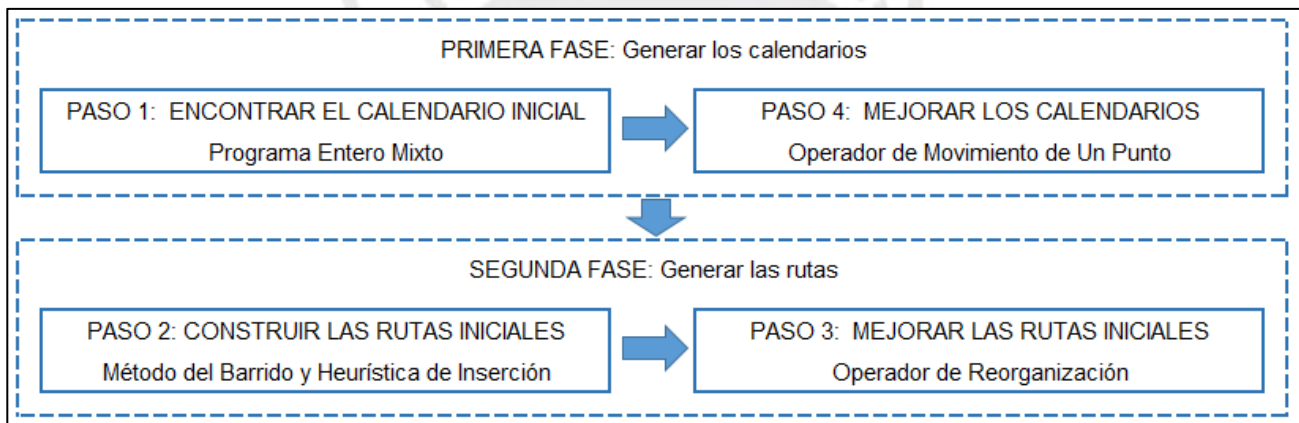 PRIMERA FASE: Generar los calendarios
PASO 1: ENCONTRAR EL CALENDARIO INICIAL
Programa Entero Mixto
PASO 4: MEJORAR LOS CALENDARIOS
Operador de Movimiento de Un Punto
SEGUNDA FASE: Generar las rutas
PASO 2: CONSTRUIR LAS RUTAS INICIALES
Método del Barrido y Heurística de Inserción
PASO 3: MEJORAR LAS RUTAS INICIALES
Operador de Reorganización